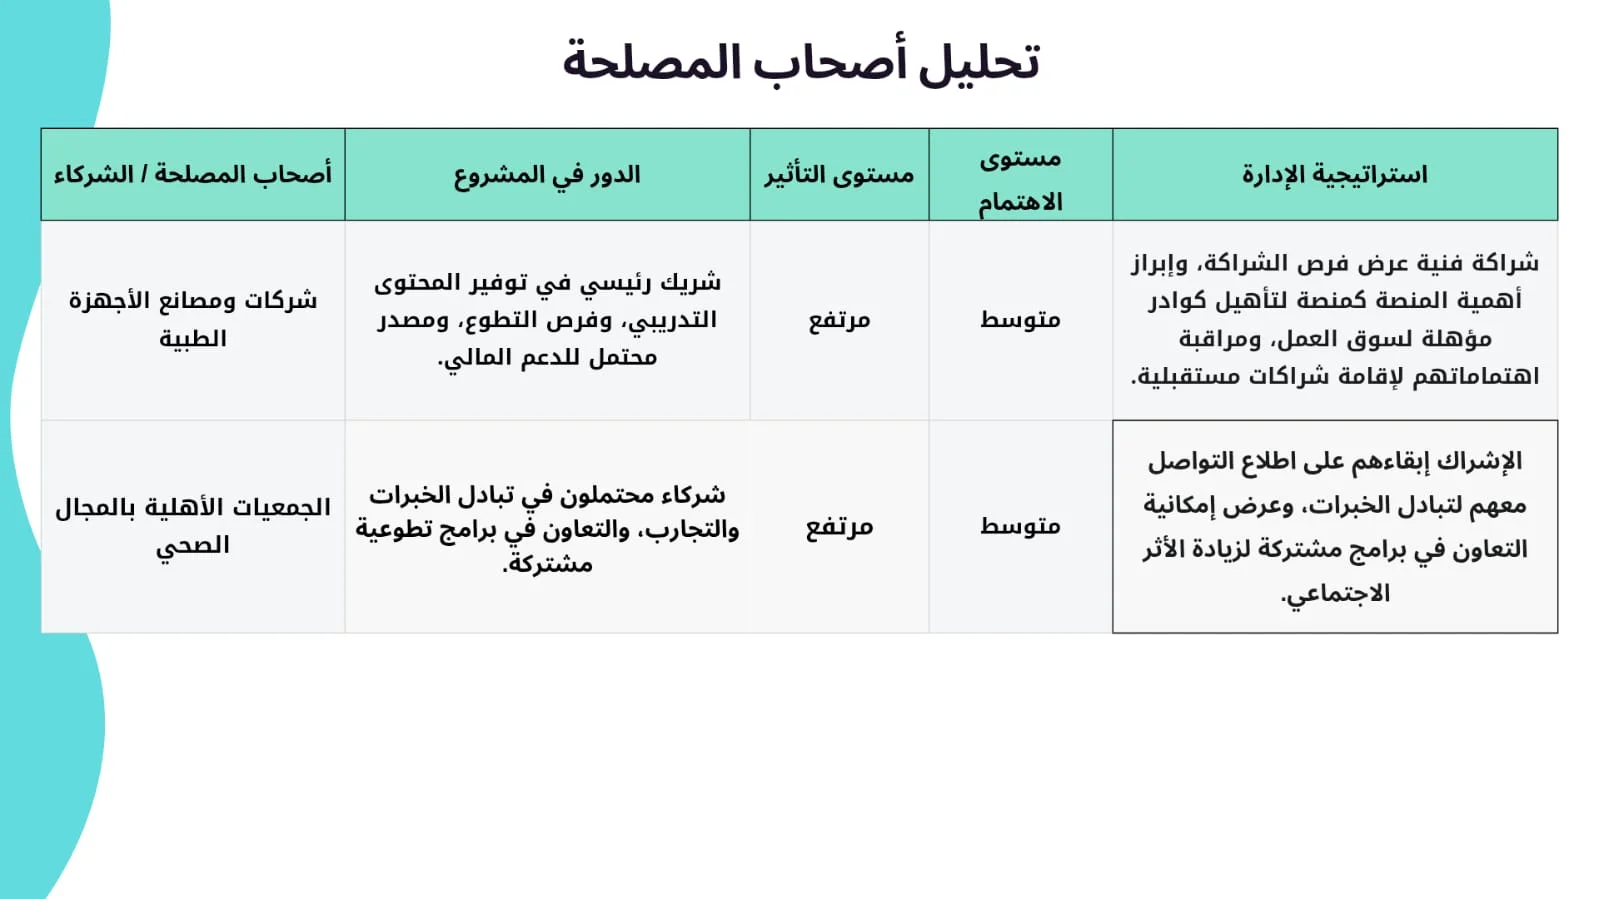 تحليل أصحاب المصلحة
أصحاب المصلحة / الشركاء
الدور في المشروع
مستوى التأثير
مستوى
الاهتمام
استراتيجية الإدارة
شركات ومصانع الأجهزة
الطبية
شريك رئيسي في توفير المحتوى
التدريبي، وفرص التطوع، ومصدر
محتمل للدعم المالي.
مرتفع
متوسط
شراكة فنية عرض فرص الشراكة، وإبراز
أهمية المنصة كمنصة لتأهيل كوادر
مؤهلة لسوق العمل، ومراقبة
اهتماماتهم لإقامة شراكات مستقبلية.
الجمعيات الأهلية بالمجال
الصحي
شركاء محتملون في تبادل الخبرات
والتجارب، والتعاون في برامج تطوعية
مشتركة.
مرتفع
متوسط
الإشراك إبقاءهم على اطلاع التواصل
معهم لتبادل الخبرات، وعرض إمكانية
التعاون في برامج مشتركة لزيادة الأثر
الاجتماعي.